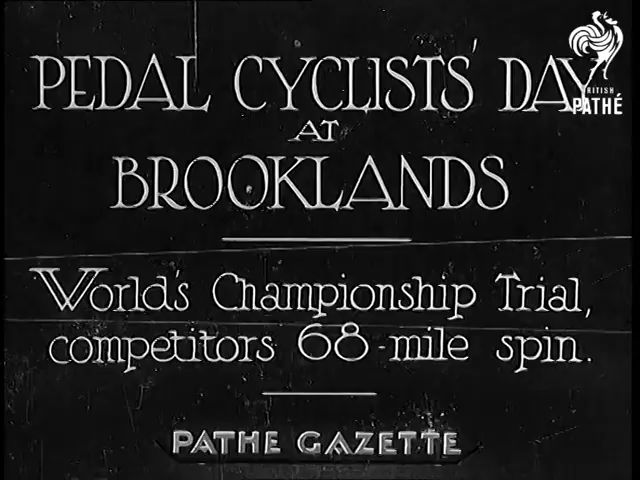 PEDAL CYCLISTS' DAY
AT
BROOKLANDS
World's Championship Trial,
competitors 68-mile spin.
PATHE GAZETTE
BRITISH
PATHÉ